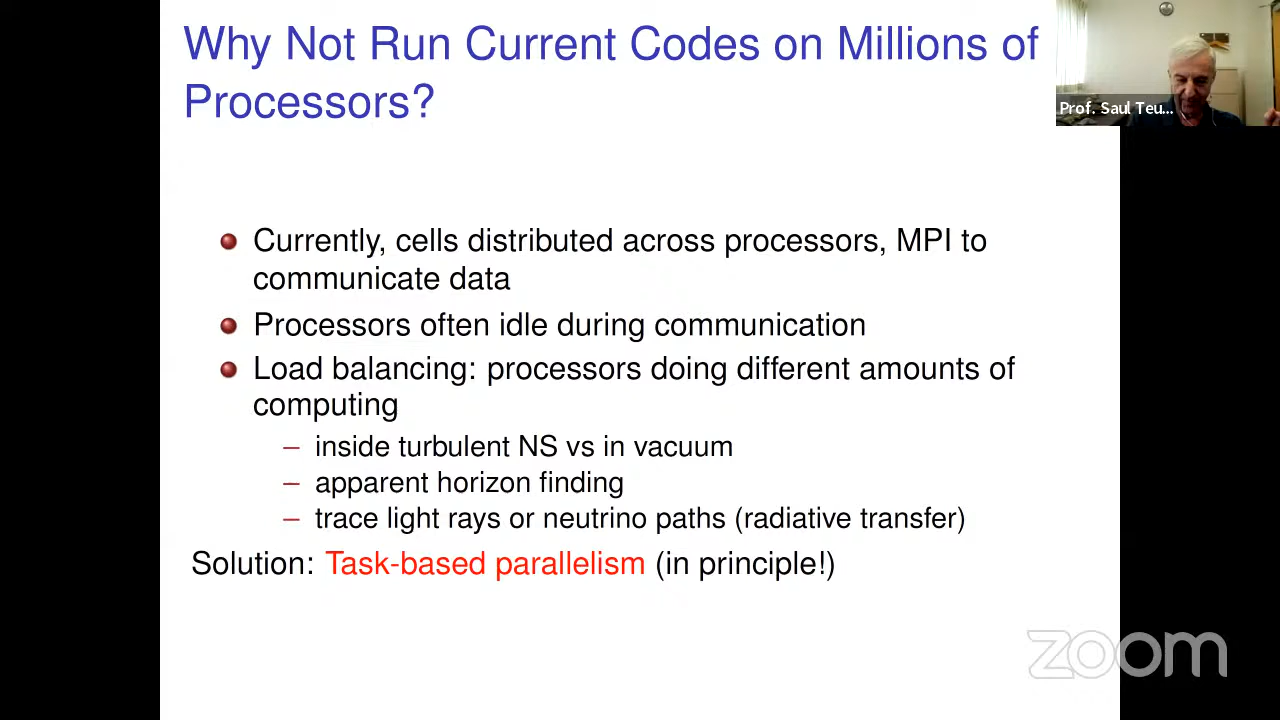 Why Not Run Current Codes on Millions of
Processors?
Prof. Saul Teu...
Currently, cells distributed across processors, MPI to
communicate data
Processors often idle during communication
Load balancing: processors doing different amounts of
computing
– inside turbulent NS vs in vacuum
– apparent horizon finding
– trace light rays or neutrino paths (radiative transfer)
Solution: Task-based parallelism (in principle!)
zoom